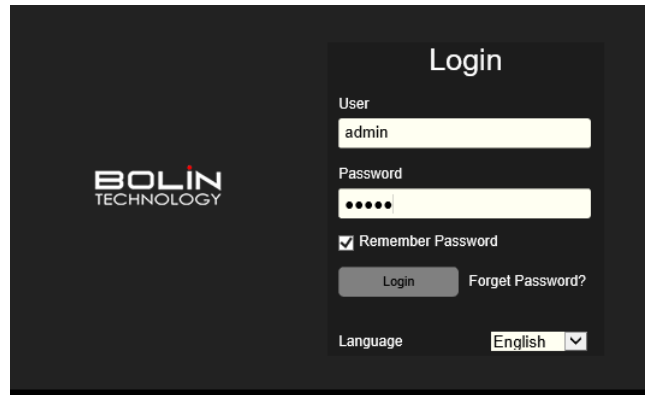 Login
User
admin
BOLIN
TECHNOLOGY
Password
•••••
Remember Password
Login Forget Password?
Language English